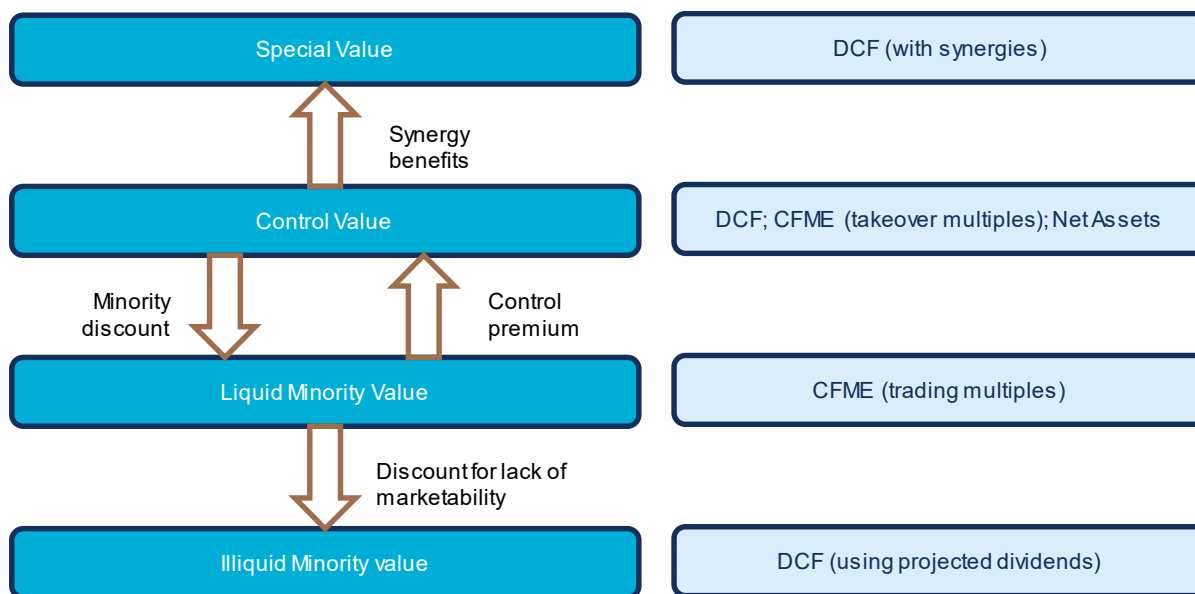 Special Value
DCF (with synergies)
Synergy
benefits
Control Value
DCF; CFME (takeover multiples); Net Assets
Minority
discount
Control
premium
Liquid Minority Value
CFME (trading multiples)
Discount for lack of
marketability
Illiquid Minority value
DCF (using projected dividends)